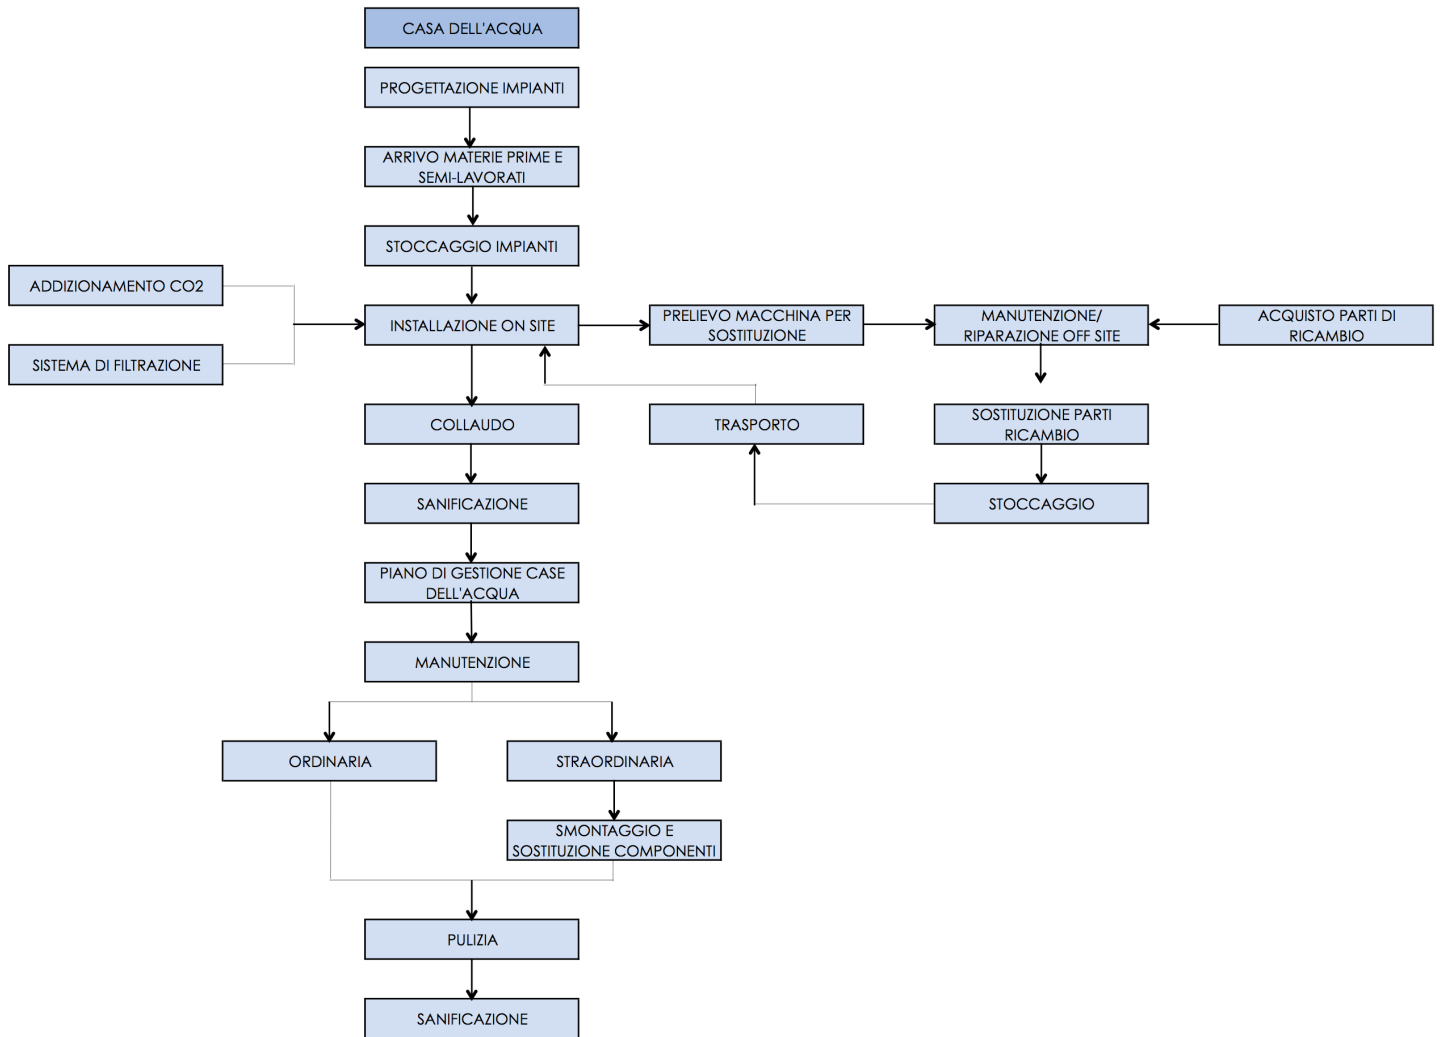 CASA DELL'ACQUA
PROGETTAZIONE IMPIANTI
ARRIVO MATERIE PRIME E
SEMI-LAVORATI
STOCCAGGIO IMPIANTI
ADDIZIONAMENTO CO2
SISTEMA DI FILTRAZIONE
INSTALLAZIONE ON SITE
PRELIEVO MACCHINA PER
SOSTITUZIONE
MANUTENZIONE/
RIPARAZIONE OFF SITE
ACQUISTO PARTI DI
RICAMBIO
COLLAUDO
TRASPORTO
SOSTITUZIONE PARTI
RICAMBIO
SANIFICAZIONE
STOCCAGGIO
PIANO DI GESTIONE CASE
DELL'ACQUA
MANUTENZIONE
ORDINARIA
STRAORDINARIA
SMONTAGGIO E
SOSTITUZIONE COMPONENTI
PULIZIA
SANIFICAZIONE